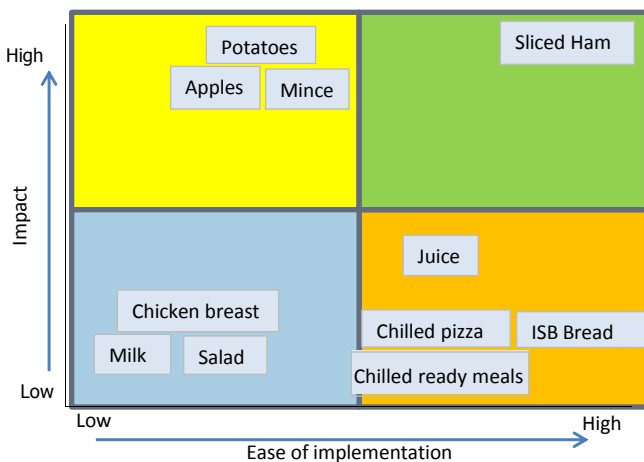 High
Potatoes
Sliced Ham
Apples
Mince
Impact
Juice
Chicken breast
Chilled pizza
ISB Bread
Milk
Salad
Chilled ready meals
Low
Low
High
Ease of implementation